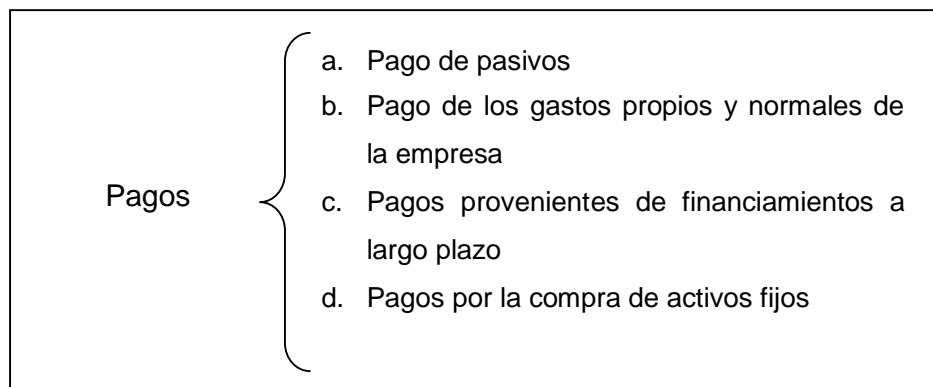 Pagos
a. Pago de pasivos
b. Pago de los gastos propios y normales de
la empresa
c. Pagos provenientes de financiamientos a
largo plazo
d. Pagos por la compra de activos fijos